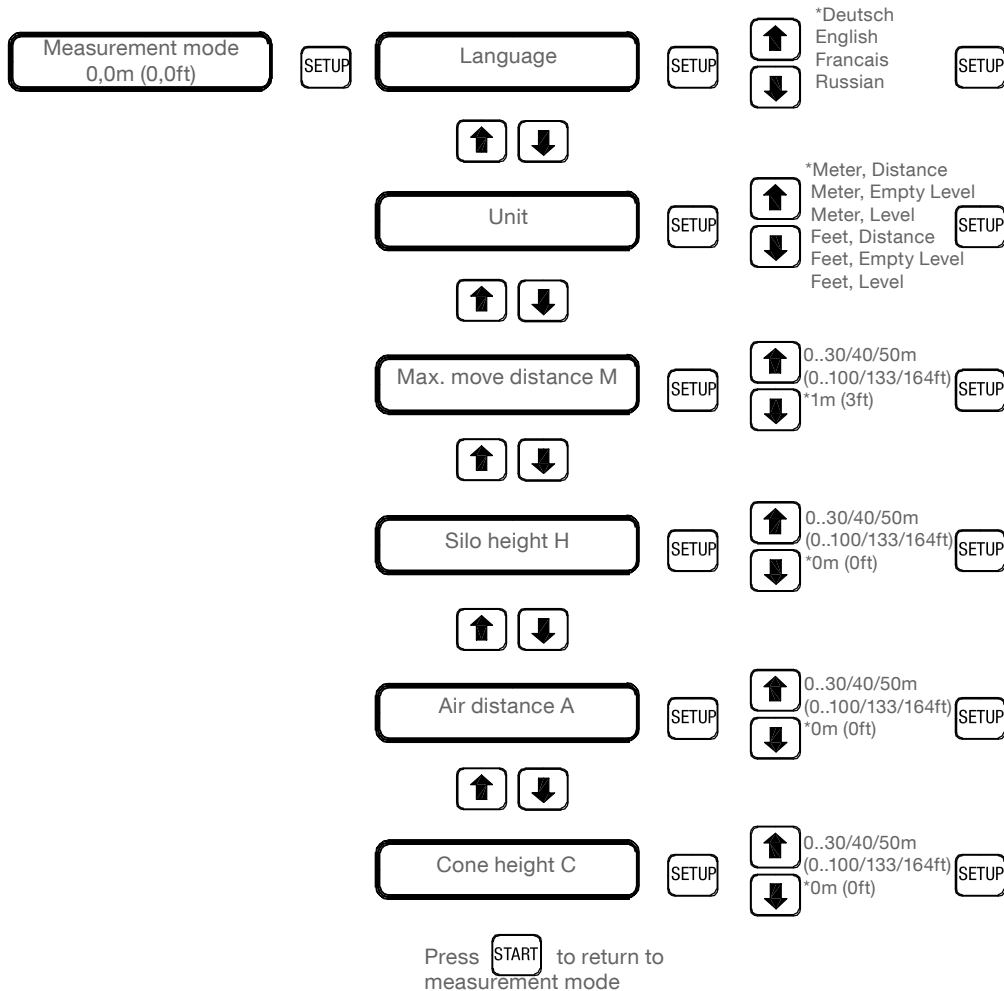 Measurement mode
0,0m (0,0ft)
SETUP
Language
SETUP
*Deutsch
English
Francais
Russian
SETUP
Unit
SETUP
*Meter, Distance
Meter, Empty Level
Meter, Level
Feet, Distance
Feet, Empty Level
Feet, Level
SETUP
Max. move distance M
SETUP
0..30/40/50m
(0..100/133/164ft)
*1m (3ft)
SETUP
Silo height H
SETUP
0..30/40/50m
(0..100/133/164ft)
*0m (0ft)
SETUP
Air distance A
SETUP
0..30/40/50m
(0..100/133/164ft)
*0m (0ft)
SETUP
Cone height C
SETUP
0..30/40/50m
(0..100/133/164ft)
*0m (0ft)
SETUP
Press START to return to
measurement mode